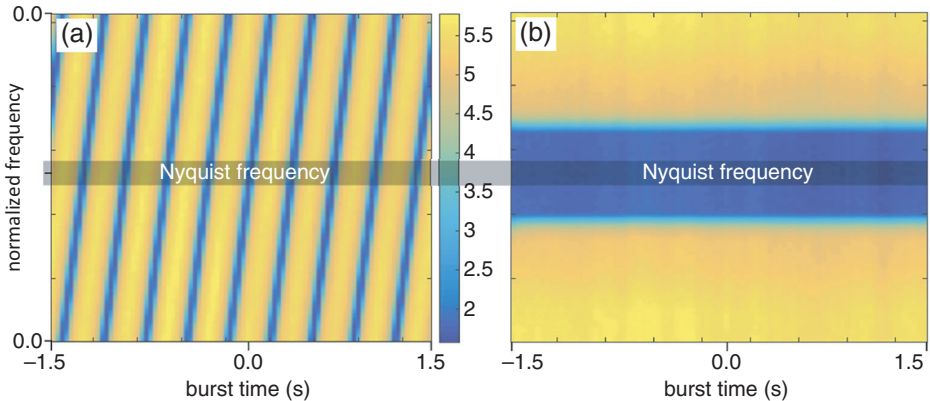 0.0
(a)
(b)
5.5
5
4.5
4
3.5
3
2.5
2
Nyquist frequency
Nyquist frequency
normalized frequency
0.0
−1.5
0.0
1.5
−1.5
0.0
1.5
burst time (s)
burst time (s)